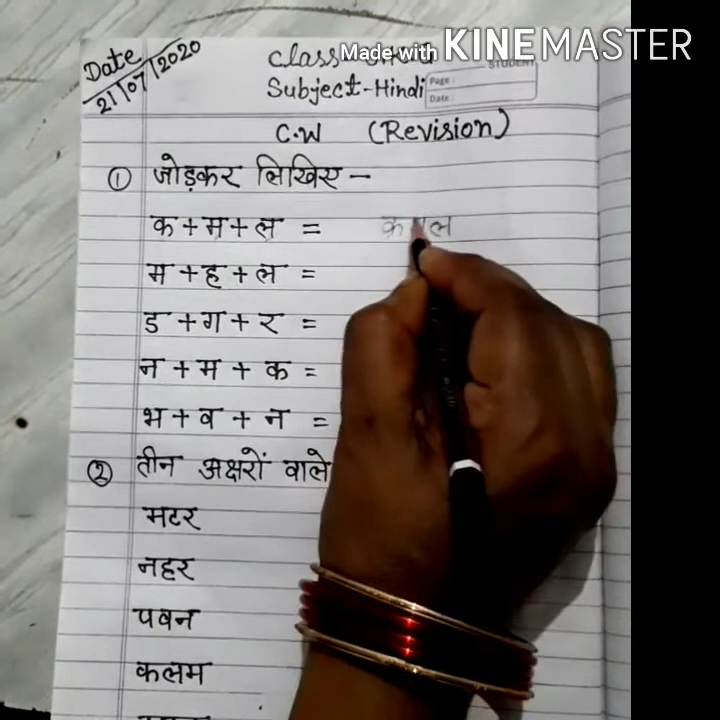 Made with KINEMASTER
Date
21/07/2020
Class-
STUDENT
Subject-Hindi
Page :
Date :
C.W (Revision)
① जोड़कर लिखिए -
क + म + ल = कमल
म + ह + ल =
ड + ग + र =
न + म + क =
भ + व + न =
② तीन अक्षरों वाले
मटर
नहर
पवन
कलम